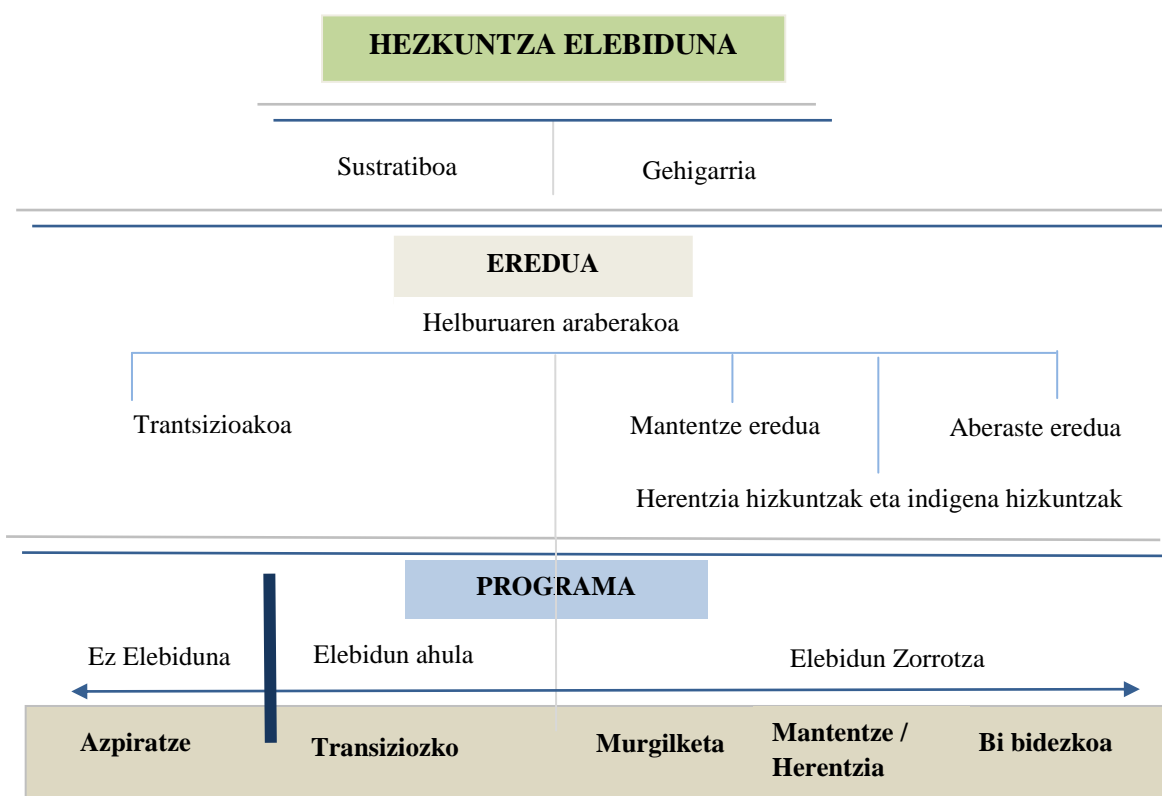 HEZKUNTZA ELEBIDUNA
Sustratiboa
Gehigarria
EREDUA
Helburuaren araberakoa
Trantsizioakoa
Mantentze eredua
Aberaste eredua
Herentzia hizkuntzak eta indigena hizkuntzak
PROGRAMA
Ez Elebiduna
Elebidun ahula
Elebidun Zorrotza
Azpiratze
Transiziozko
Murgilketa
Mantentze /
Herentzia
Bi bidezkoa